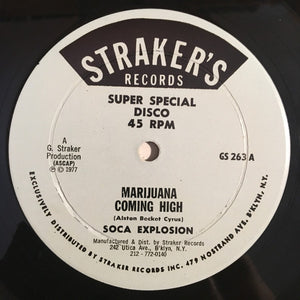 STRAKER'S
RECORDS
SUPER SPECIAL
DISCO
45 RPM
A
G. Straker
Production
(ASCAP)
℗ © 1977
GS 263 A
MARIJUANA
COMING HIGH
(Alston Becket Cyrus)
SOCA EXPLOSION
Manufactured & Dist. by Straker Records
242 Utica Ave., B'klyn, N.Y.
212 - 772-0140
EXCLUSIVELY DISTRIBUTED BY STRAKER RECORDS INC. 479 NOSTRAND AVE. B'KLYN, N.Y.